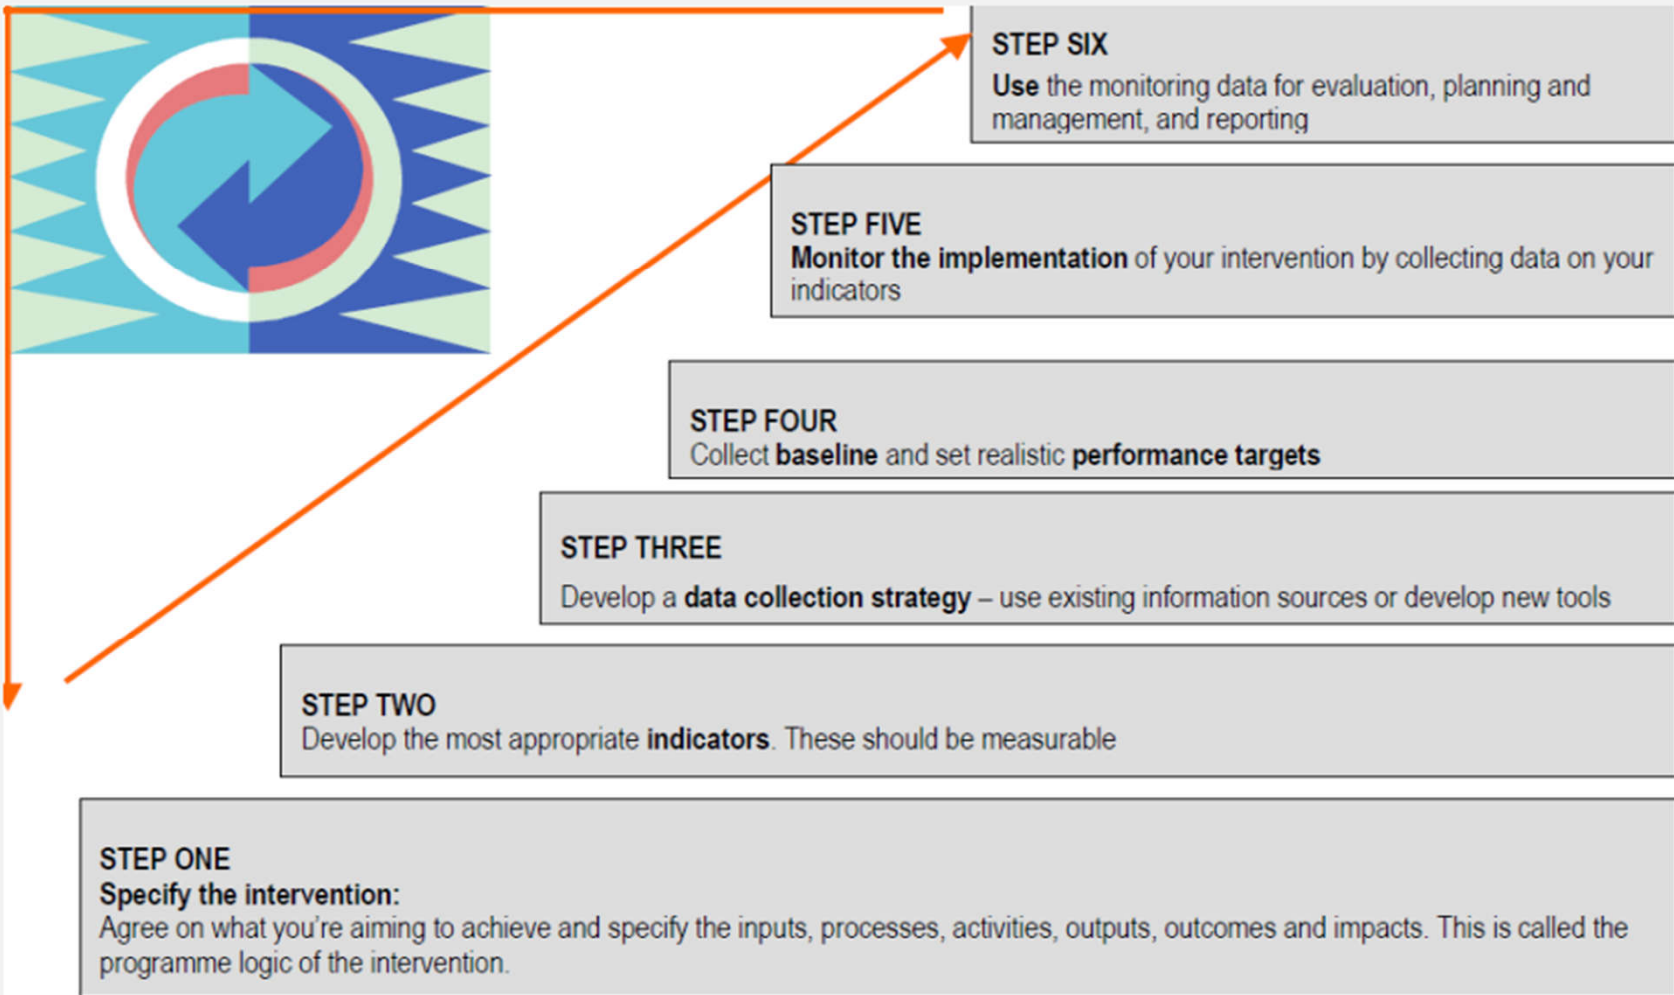 STEP SIX
Use the monitoring data for evaluation, planning and
management, and reporting
STEP FIVE
Monitor the implementation of your intervention by collecting data on your
indicators
STEP FOUR
Collect baseline and set realistic performance targets
STEP THREE
Develop a data collection strategy – use existing information sources or develop new tools
STEP TWO
Develop the most appropriate indicators. These should be measurable
STEP ONE
Specify the intervention:
Agree on what you’re aiming to achieve and specify the inputs, processes, activities, outputs, outcomes and impacts. This is called the
programme logic of the intervention.